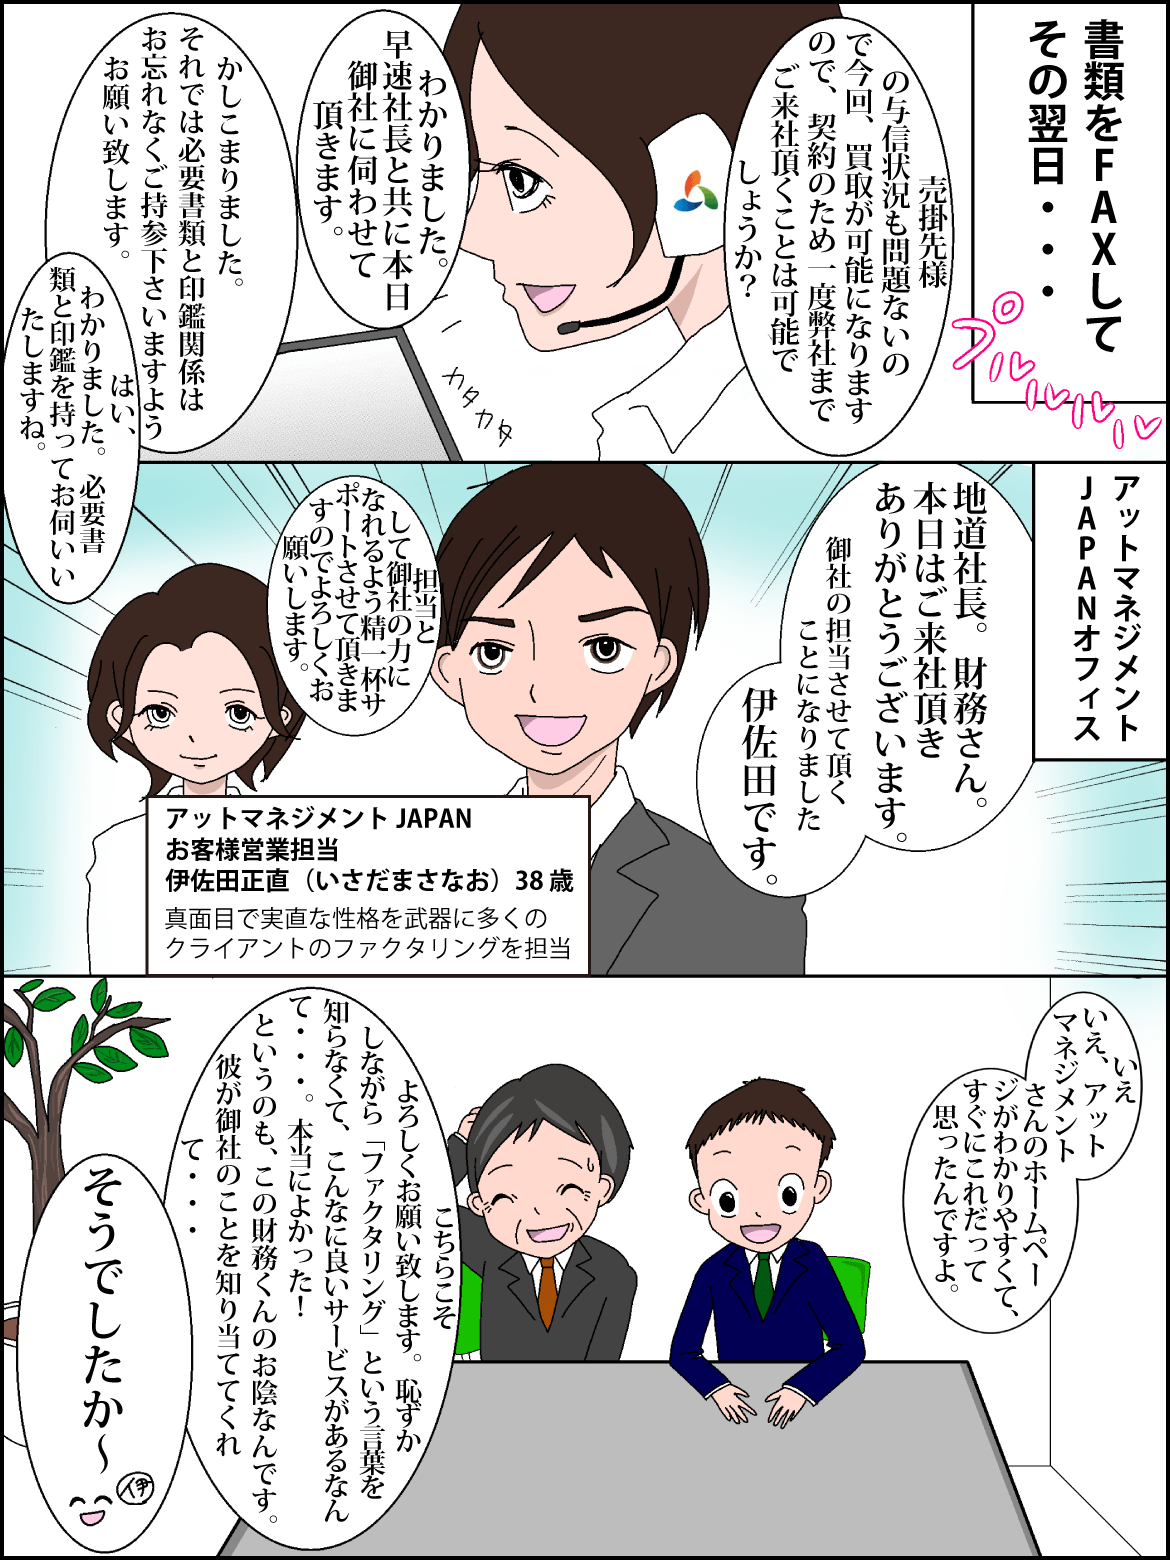 書類をFAXして
その翌日・・・
プルルルルル
売掛先様
の与信状況も問題ないの
で今回、買取が可能になります
ので、契約のため一度弊社まで
ご来社頂くことは可能で
しょうか？
わかりました。
早速社長と共に本日
御社に伺わせて
頂きます。
カタカタ
かしこまりました。
それでは必要書類と印鑑関係は
お忘れなくご持参下さいますよう
お願い致します。
はい、
わかりました。必要書
類と印鑑を持ってお伺いい
たしますね。
アットマネジメント
JAPANオフィス
地道社長。財務さん。
本日はご来社頂き
ありがとうございます。
御社の担当させて頂く
ことになりました
伊佐田です。
担当と
して御社の力に
なれるよう精一杯サ
ポートさせて頂きま
すのでよろしくお
願いします。
アットマネジメント JAPAN
お客様営業担当
伊佐田正直（いさだまさなお）38 歳
真面目で実直な性格を武器に多くの
クライアントのファクタリングを担当
いえ
いえ、アット
マネジメント
さんのホームペー
ジがわかりやすくて、
すぐにこれだって
思ったんですよ。
こちらこそ
よろしくお願い致します。恥ずか
しながら「ファクタリング」という言葉を
知らなくて、こんなに良いサービスがあるなん
て・・・。本当によかった！
というのも、この財務くんのお陰なんです。
彼が御社のことを知り当ててくれ
て・・・
そうでしたか〜
伊